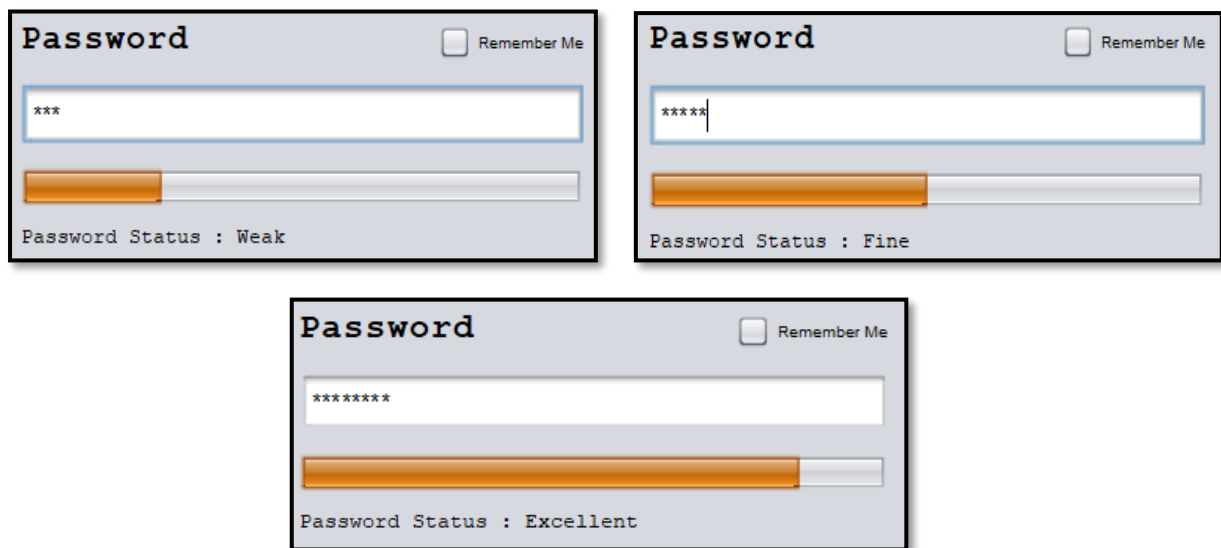 Password
Remember Me
***
Password Status : Weak
Password
Remember Me
*****
Password Status : Fine
Password
Remember Me
********
Password Status : Excellent